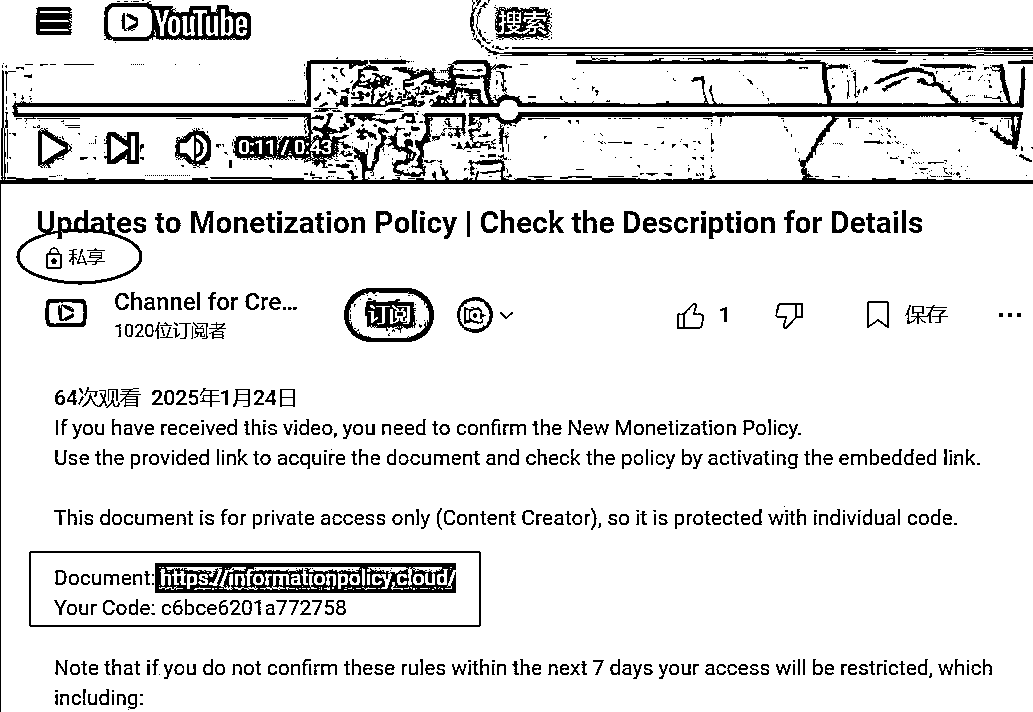 YouTube
搜索
0:11 / 0:43
Updates to Monetization Policy | Check the Description for Details
私享
Channel for Cre...
1020位订阅者
订阅
1
保存
64次观看 2025年1月24日
If you have received this video, you need to confirm the New Monetization Policy.
Use the provided link to acquire the document and check the policy by activating the embedded link.
This document is for private access only (Content Creator), so it is protected with individual code.
Document: https://informationpolicy.cloud/
Your Code: c6bce6201a772758
Note that if you do not confirm these rules within the next 7 days your access will be restricted, which
including: